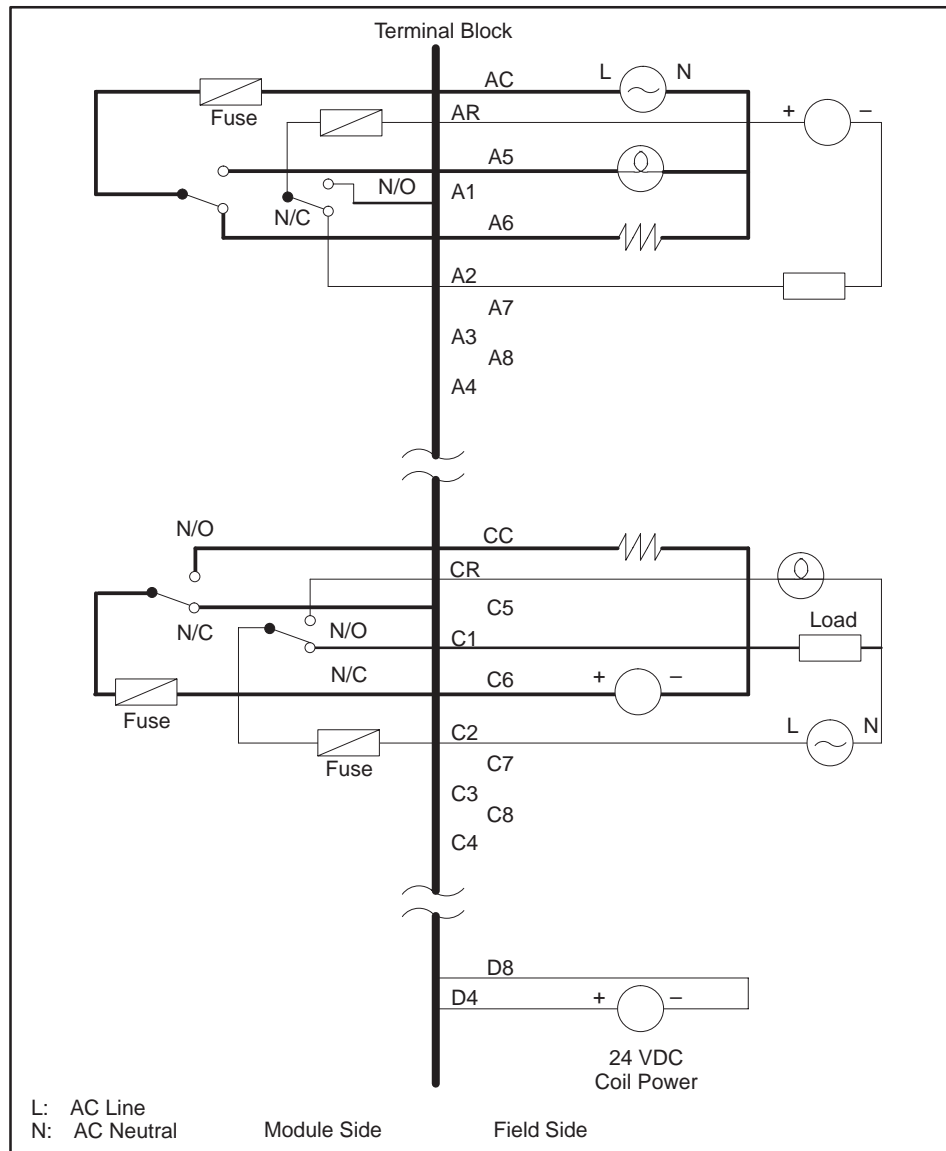 Terminal Block
AC
L
N
Fuse
AR
+
–
A5
N/O
A1
N/C
A6
A2
A7
A3
A8
A4
N/O
CC
CR
C5
N/C
N/O
Load
C1
N/C
C6
+
–
Fuse
C2
L
N
Fuse
C7
C3
C8
C4
D8
D4
+
–
24 VDC
Coil Power
L: AC Line
N: AC Neutral
Module Side
Field Side